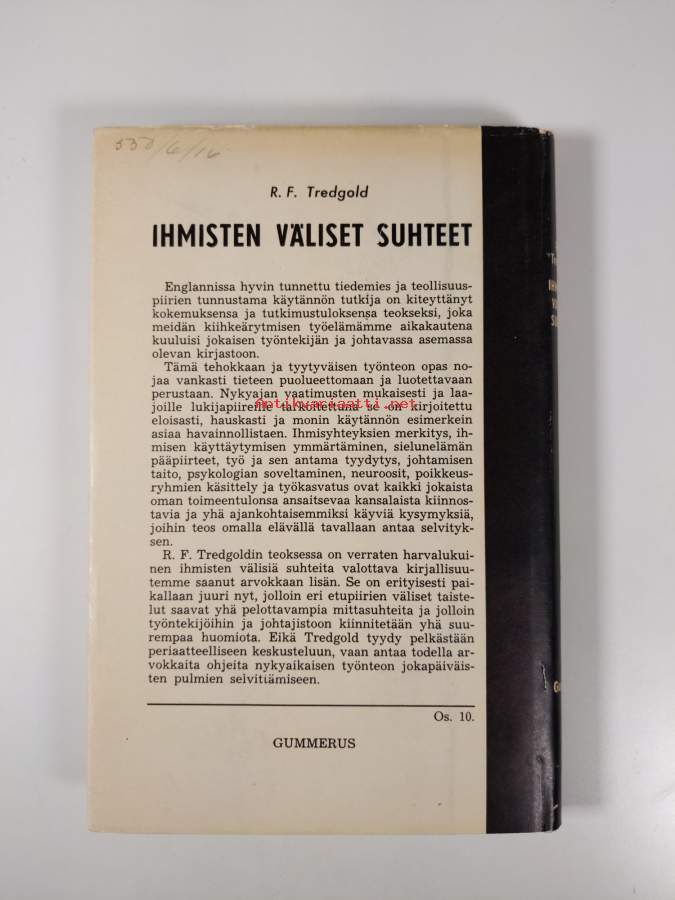 550/6/16
R. F. Tredgold
IHMISTEN VÄLISET SUHTEET
Englannissa hyvin tunnettu tiedemies ja teollisuus-
piirien tunnustama käytännön tutkija on kiteyttänyt
kokemuksensa ja tutkimustuloksensa teokseksi, joka
meidän kiihkeärytmisen työelämämme aikakautena
kuuluisi jokaisen työntekijän ja johtavassa asemassa
olevan kirjastoon.
Tämä tehokkaan ja tyytyväisen työnteon opas no-
jaa vankasti tieteen puolueettomaan ja luotettavaan
perustaan. Nykyajan vaatimusten mukaisesti ja laa-
joille lukijapiireille tarkoitettuna se on kirjoitettu
antikvariaatti.net
eloisasti, hauskasti ja monin käytännön esimerkein
asiaa havainnollistaen. Ihmisyhteyksien merkitys, ih-
misen käyttäytymisen ymmärtäminen, sielunelämän
pääpiirteet, työ ja sen antama tyydytys, johtamisen
taito, psykologian soveltaminen, neuroosit, poikkeus-
ryhmien käsittely ja työkasvatus ovat kaikki jokaista
oman toimeentulonsa ansaitsevaa kansalaista kiinnos-
tavia ja yhä ajankohtaisemmiksi käyviä kysymyksiä,
joihin teos omalla elävällä tavallaan antaa selvityk-
sen.
R. F. Tredgoldin teoksessa on verraten harvalukui-
nen ihmisten välisiä suhteita valottava kirjallisuu-
temme saanut arvokkaan lisän. Se on erityisesti pai-
kallaan juuri nyt, jolloin eri etupiirien väliset taiste-
lut saavat yhä pelottavampia mittasuhteita ja jolloin
työntekijöihin ja johtajistoon kiinnitetään yhä suu-
rempaa huomiota. Eikä Tredgold tyydy pelkästään
periaatteelliseen keskusteluun, vaan antaa todella ar-
vokkaita ohjeita nykyaikaisen työnteon jokapäiväis-
ten pulmien selvittämiseen.
Os. 10.
GUMMERUS